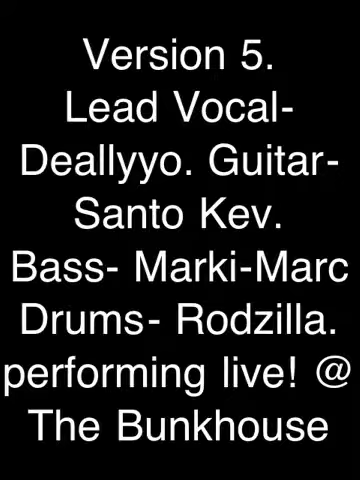 Version 5.
Lead Vocal-
Deallyyo. Guitar-
Santo Kev.
Bass- Marki-Marc
Drums- Rodzilla.
performing live! @
The Bunkhouse